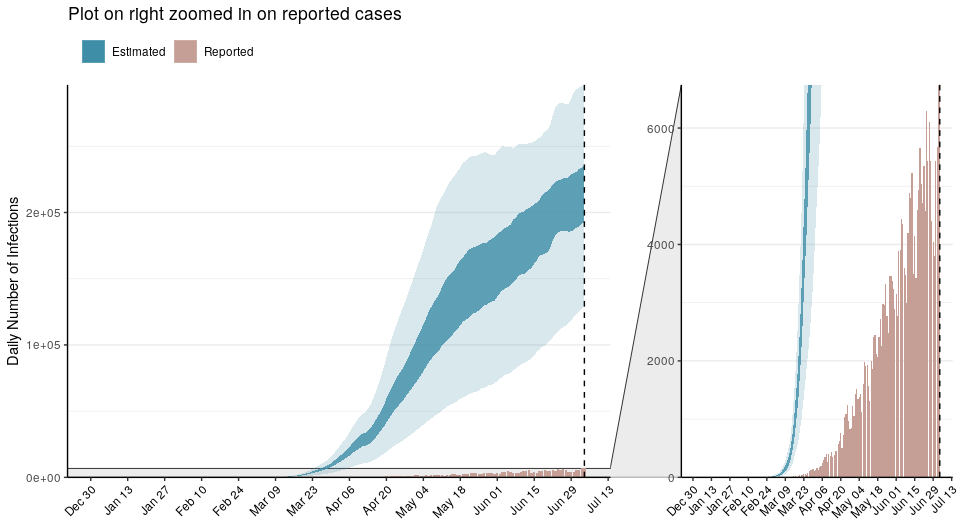 Plot on right zoomed in on reported cases
Estimated Reported
Daily Number of Infections
2e+05
1e+05
0e+00
Dec 30 Jan 13 Jan 27 Feb 10 Feb 24 Mar 09 Mar 23 Apr 06 Apr 20 May 04 May 18 Jun 01 Jun 15 Jun 29 Jul 13
6000
4000
2000
0
Dec 30 Jan 13 Jan 27 Feb 10 Feb 24 Mar 09 Mar 23 Apr 06 Apr 20 May 04 May 18 Jun 01 Jun 15 Jun 29 Jul 13